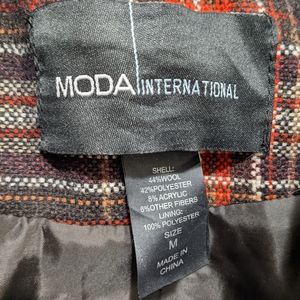 MODA INTERNATIONAL
SHELL:
44%WOOL
42%POLYESTER
8%ACRYLIC
6%OTHER FIBERS
LINING:
100%POLYESTER
SIZE
M
MADE IN
CHINA